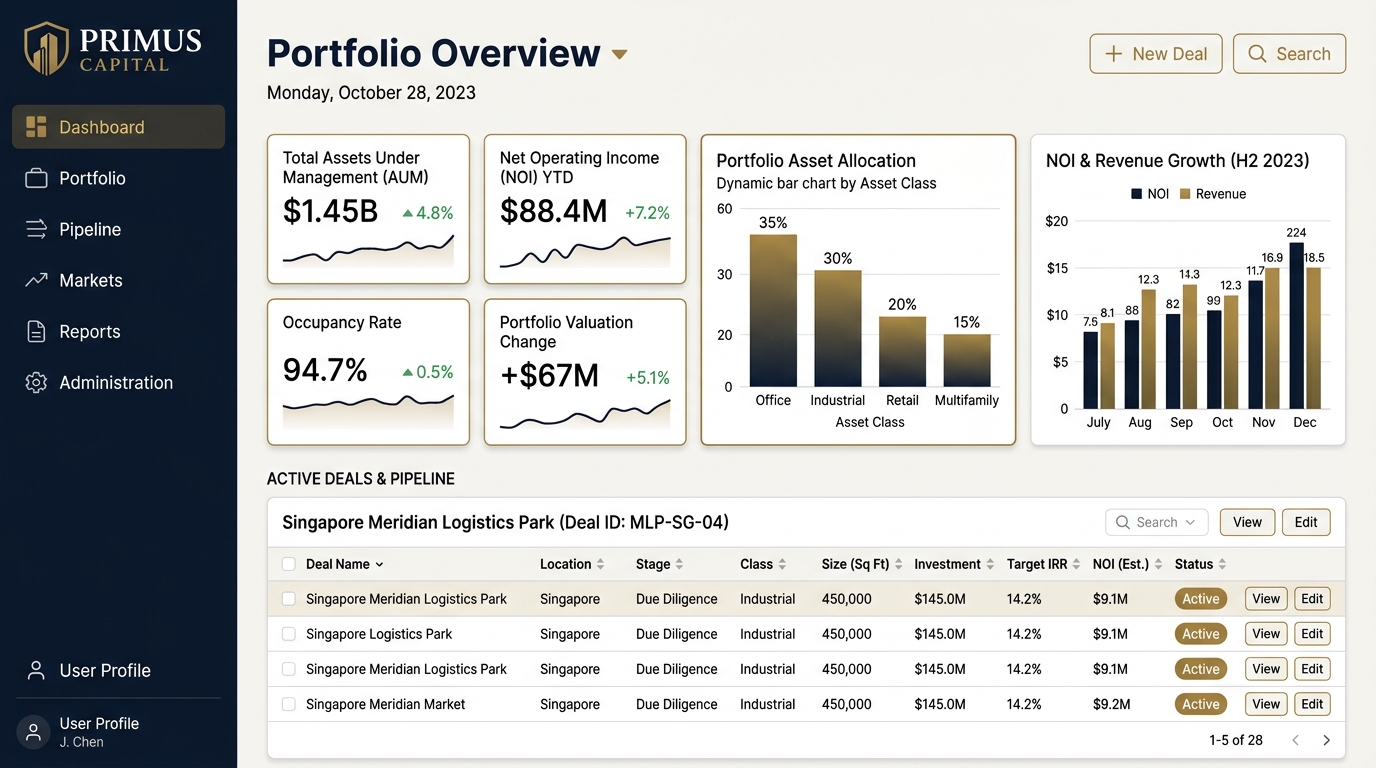 PRIMUS
CAPITAL
Dashboard
Portfolio
Pipeline
Markets
Reports
Administration
User Profile
User Profile
J. Chen
Portfolio Overview
Monday, October 28, 2023
New Deal
Search
Total Assets Under
Management (AUM)
$1.45B
4.8%
Net Operating Income
(NOI) YTD
$88.4M
+7.2%
Occupancy Rate
94.7%
0.5%
Portfolio Valuation
Change
+$67M
+5.1%
Portfolio Asset Allocation
Dynamic bar chart by Asset Class
60
30
20
0
35%
30%
20%
15%
Office
Industrial
Retail
Multifamily
Asset Class
NOI & Revenue Growth (H2 2023)
NOI
Revenue
$20
$15
$10
$5
0
7.5
8.1
88
12.3
82
14.3
99
12.3
11.7
16.9
224
18.5
July
Aug
Sep
Oct
Nov
Dec
ACTIVE DEALS & PIPELINE
Singapore Meridian Logistics Park (Deal ID: MLP-SG-04)
Search
View
Edit
Deal Name Location Stage Class Size (Sq Ft) Investment Target IRR NOI (Est.) Status
Singapore Meridian Logistics Park Singapore Due Diligence Industrial 450,000 $145.0M 14.2% $9.1M Active View Edit
Singapore Logistics Park Singapore Due Diligence Industrial 450,000 $145.0M 14.2% $9.1M Active View Edit
Singapore Meridian Logistics Park Singapore Due Diligence Industrial 450,000 $145.0M 14.2% $9.1M Active View Edit
Singapore Meridian Market Singapore Due Diligence Industrial 450,000 $145.0M 14.2% $9.2M Active View Edit
1-5 of 28